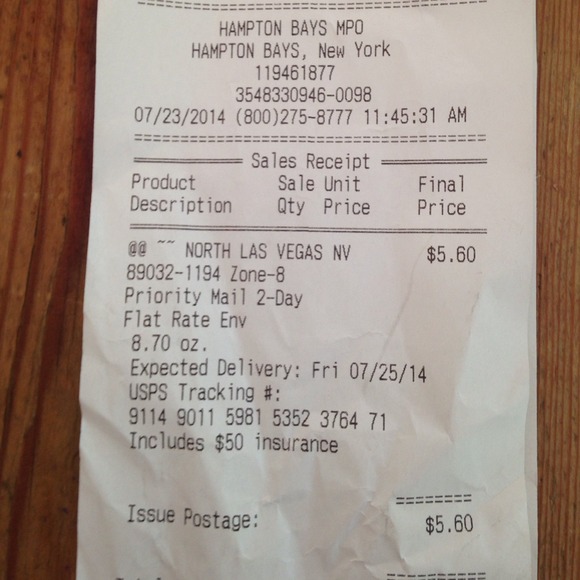 HAMPTON BAYS MPO
HAMPTON BAYS, New York
119461877
3548330946-0098
07/23/2014 (800)275-8777 11:45:31 AM
Sales Receipt
Product Sale Unit Final
Description Qty Price Price
@@ ~~ NORTH LAS VEGAS NV $5.60
89032-1194 Zone-8
Priority Mail 2-Day
Flat Rate Env
8.70 oz.
Expected Delivery: Fri 07/25/14
USPS Tracking #:
9114 9011 5981 5352 3764 71
Includes $50 insurance
========
Issue Postage: $5.60